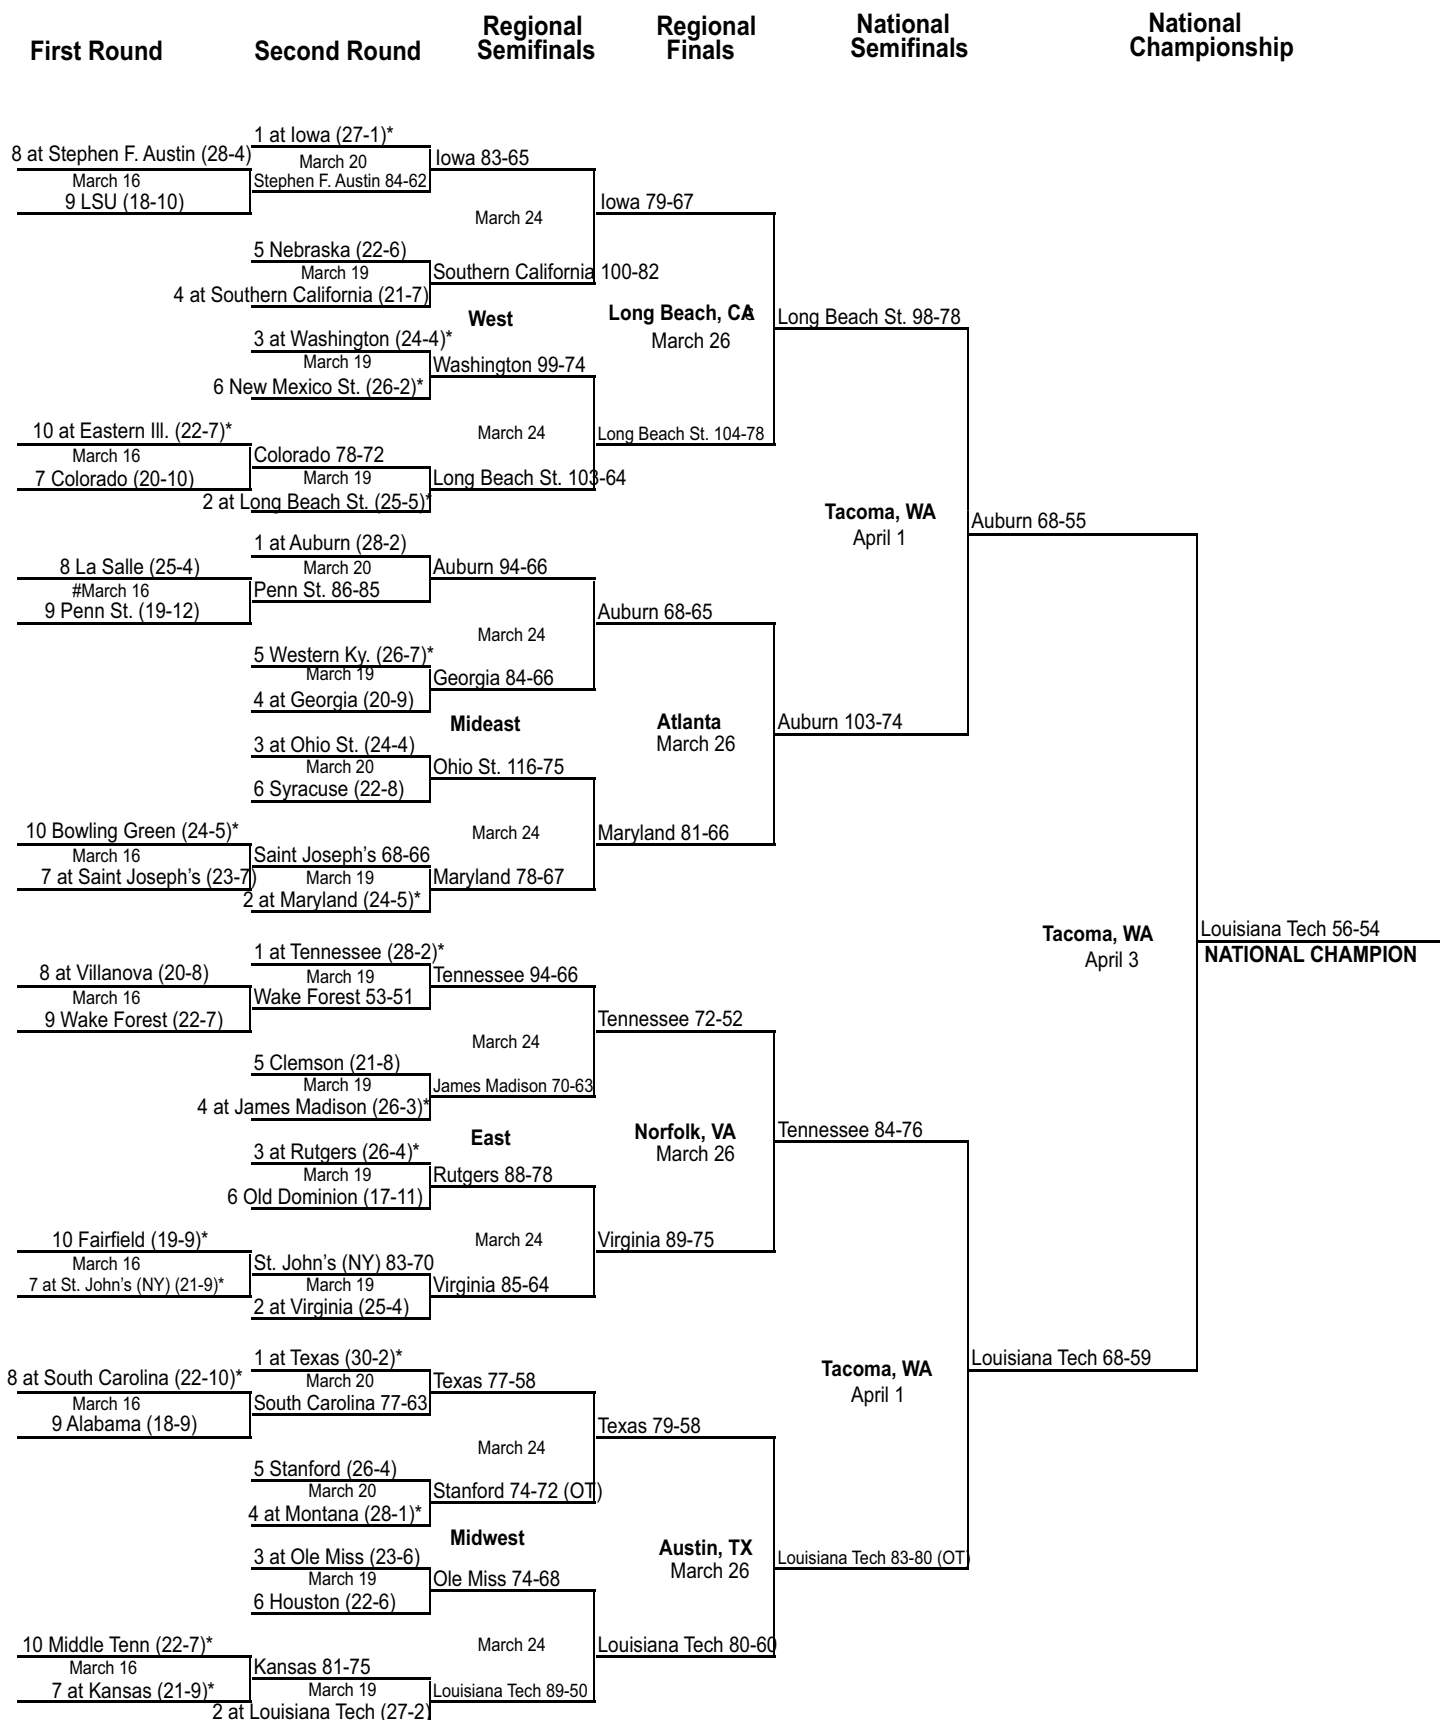 First Round
Second Round
Regional
Semifinals
Regional
Finals
National
Semifinals
National
Championship
1 at Iowa (27-1)*
8 at Stephen F. Austin (28-4)
March 20
Iowa 83-65
March 16
Stephen F. Austin 84-62
9 LSU (18-10)
Iowa 79-67
March 24
5 Nebraska (22-6)
March 19
Southern California 100-82
4 at Southern California (21-7)
West
Long Beach, CA
March 26
Long Beach St. 98-78
3 at Washington (24-4)*
March 19
Washington 99-74
6 New Mexico St. (26-2)*
10 at Eastern Ill. (22-7)*
March 24
Long Beach St. 104-78
March 16
Colorado 78-72
7 Colorado (20-10)
March 19
Long Beach St. 103-64
2 at Long Beach St. (25-5)*
Tacoma, WA
April 1
Auburn 68-55
1 at Auburn (28-2)
8 La Salle (25-4)
March 20
Auburn 94-66
#March 16
Penn St. 86-85
9 Penn St. (19-12)
Auburn 68-65
March 24
5 Western Ky. (26-7)*
March 19
Georgia 84-66
4 at Georgia (20-9)
Mideast
Atlanta
March 26
Auburn 103-74
3 at Ohio St. (24-4)
March 20
Ohio St. 116-75
6 Syracuse (22-8)
10 Bowling Green (24-5)*
March 24
Maryland 81-66
March 16
Saint Joseph's 68-66
7 at Saint Joseph's (23-7)
March 19
Maryland 78-67
2 at Maryland (24-5)*
Tacoma, WA
April 3
Louisiana Tech 56-54
NATIONAL CHAMPION
1 at Tennessee (28-2)*
8 at Villanova (20-8)
March 19
Tennessee 94-66
March 16
Wake Forest 53-51
9 Wake Forest (22-7)
Tennessee 72-52
March 24
5 Clemson (21-8)
March 19
James Madison 70-63
4 at James Madison (26-3)*
East
Norfolk, VA
March 26
Tennessee 84-76
3 at Rutgers (26-4)*
March 19
Rutgers 88-78
6 Old Dominion (17-11)
10 Fairfield (19-9)*
March 24
Virginia 89-75
March 16
St. John's (NY) 83-70
7 at St. John's (NY) (21-9)*
March 19
Virginia 85-64
2 at Virginia (25-4)
Tacoma, WA
April 1
Louisiana Tech 68-59
1 at Texas (30-2)*
8 at South Carolina (22-10)*
March 20
Texas 77-58
March 16
South Carolina 77-63
9 Alabama (18-9)
Texas 79-58
March 24
5 Stanford (26-4)
March 20
Stanford 74-72 (OT)
4 at Montana (28-1)*
Midwest
Austin, TX
March 26
Louisiana Tech 83-80 (OT)
3 at Ole Miss (23-6)
March 19
Ole Miss 74-68
6 Houston (22-6)
10 Middle Tenn (22-7)*
March 24
Louisiana Tech 80-60
March 16
Kansas 81-75
7 at Kansas (21-9)*
March 19
Louisiana Tech 89-50
2 at Louisiana Tech (27-2)